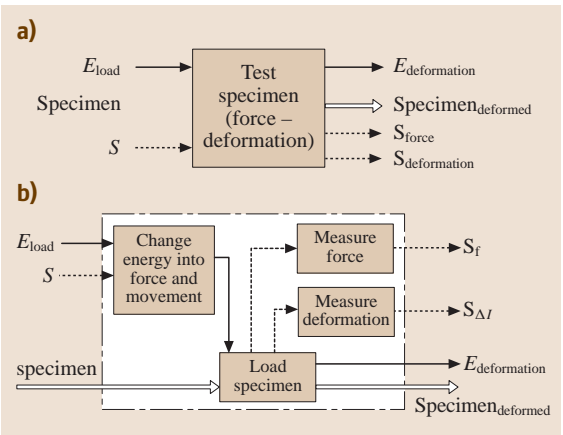 a)
E_load
Specimen
S
Test
specimen
(force –
deformation)
E_deformation
Specimen_deformed
S_force
S_deformation
b)
E_load
S
specimen
Change
energy into
force and
movement
Measure
force
Measure
deformation
Load
specimen
S_f
S_Δl
E_deformation
Specimen_deformed